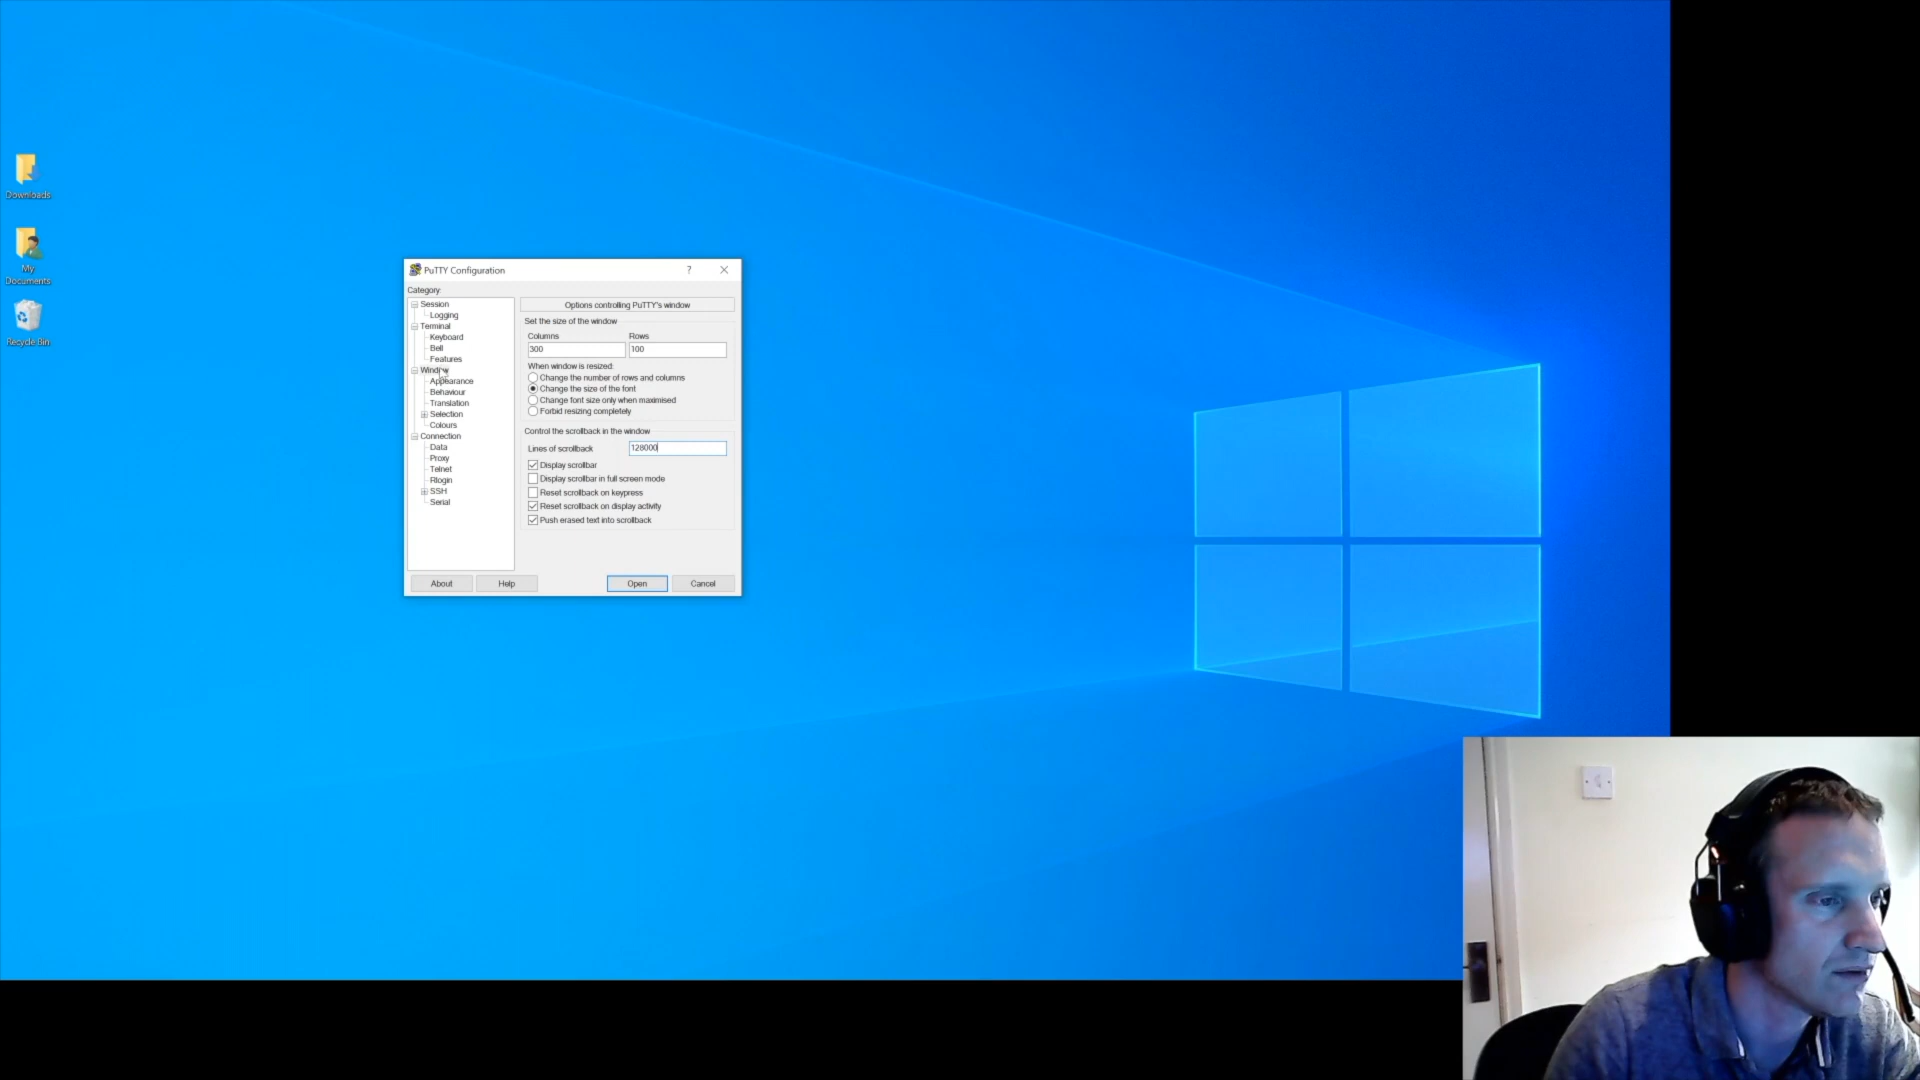 Downloads
My
Documents
Recycle Bin
PuTTY Configuration
?
Category:
Session
Logging
Terminal
Keyboard
Bell
Features
Window
Appearance
Behaviour
Translation
Selection
Colours
Connection
Data
Proxy
Telnet
Rlogin
SSH
Serial
Options controlling PuTTY's window
Set the size of the window
Columns Rows
300 100
When window is resized:
Change the number of rows and columns
Change the size of the font
Change font size only when maximised
Forbid resizing completely
Control the scrollback in the window
Lines of scrollback 128000
Display scrollbar
Display scrollbar in full screen mode
Reset scrollback on keypress
Reset scrollback on display activity
Push erased text into scrollback
About Help Open Cancel